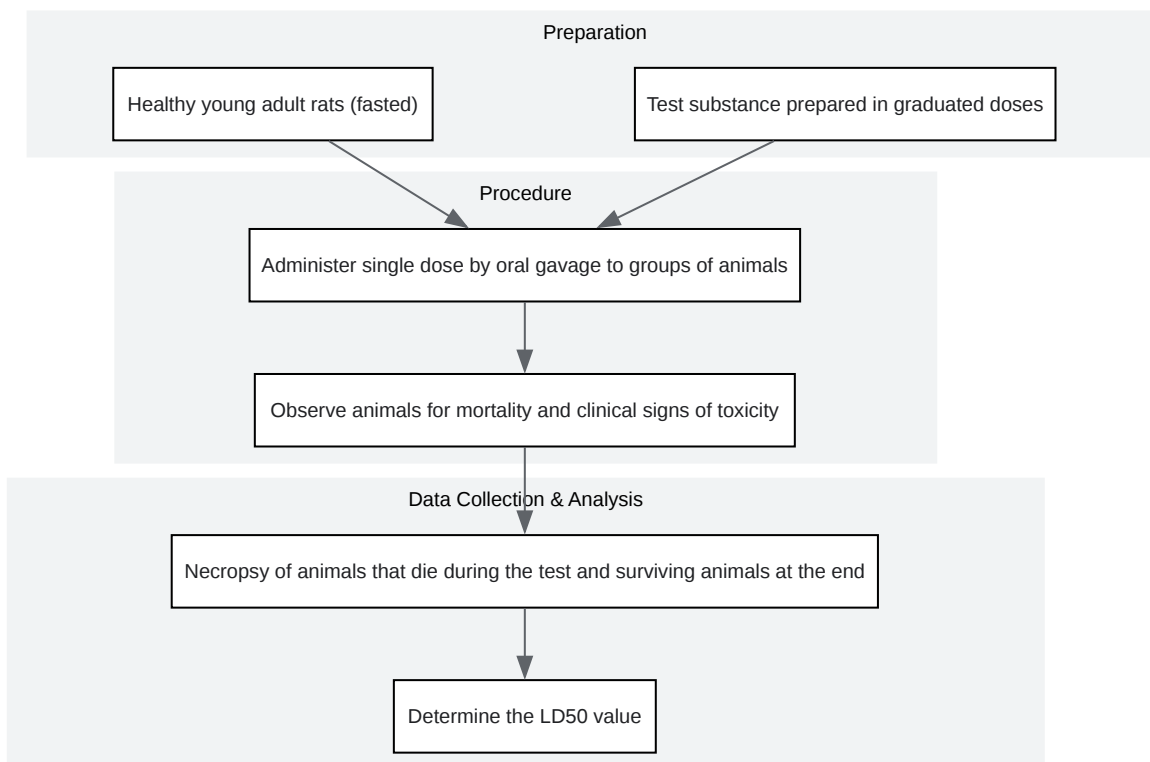 Preparation
Healthy young adult rats (fasted)
Test substance prepared in graduated doses
Procedure
Administer single dose by oral gavage to groups of animals
Observe animals for mortality and clinical signs of toxicity
Data Collection & Analysis
Necropsy of animals that die during the test and surviving animals at the end
Determine the LD50 value